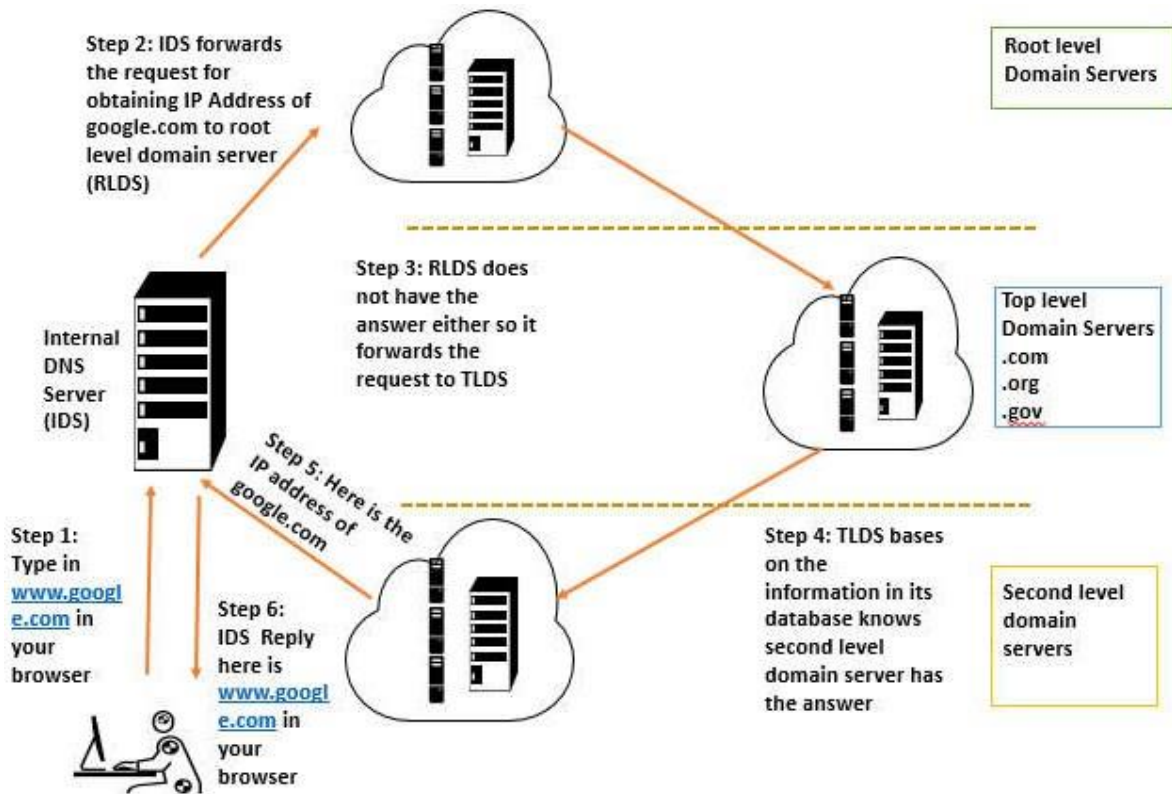 Step 2: IDS forwards
the request for
obtaining IP Address of
google.com to root
level domain server
(RLDS)
Root level
Domain Servers
Step 3: RLDS does
not have the
answer either so it
forwards the
request to TLDS
Top level
Domain Servers
.com
.org
.gov
Internal
DNS
Server
(IDS)
Step 5: Here is the
IP address of
google.com
Step 1:
Type in
www.googl
e.com in
your
browser
Step 6:
IDS Reply
here is
www.googl
e.com in
your
browser
Step 4: TLDS bases
on the
information in its
database knows
second level
domain server has
the answer
Second level
domain
servers